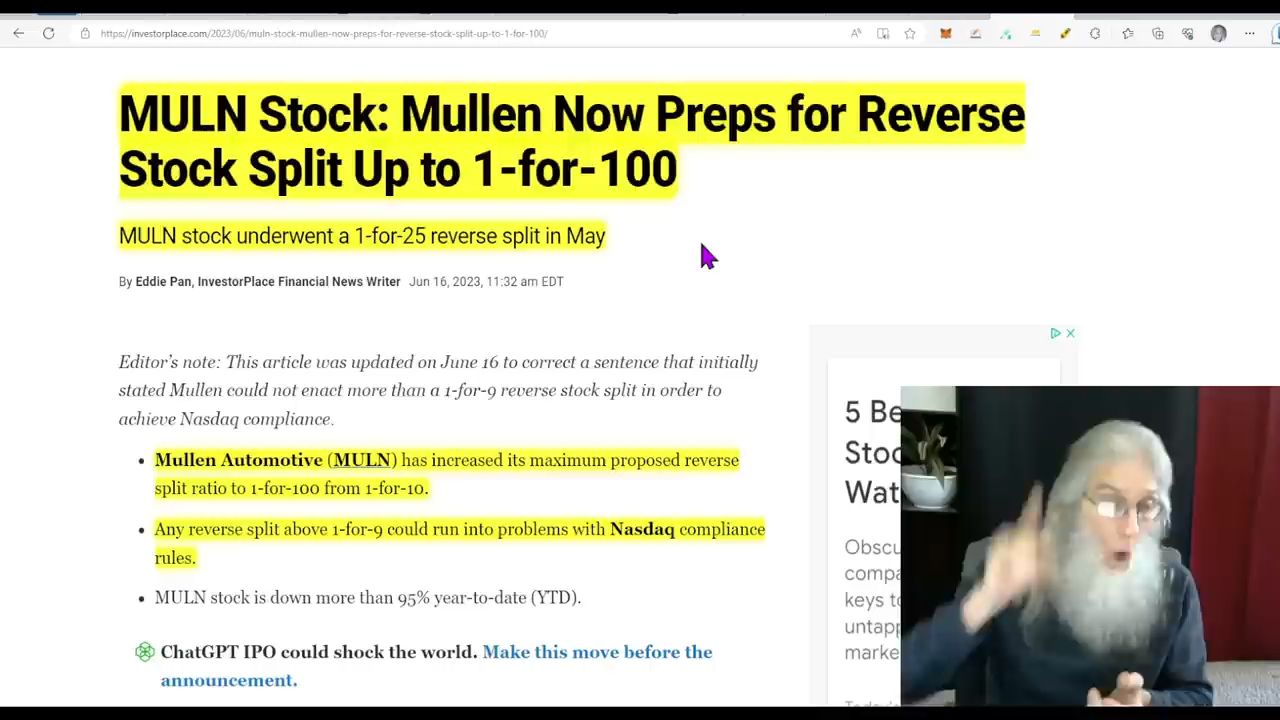 https://investorplace.com/2023/06/muln-stock-mullen-now-preps-for-reverse-stock-split-up-to-1-for-100/
MULN Stock: Mullen Now Preps for Reverse
Stock Split Up to 1-for-100
MULN stock underwent a 1-for-25 reverse split in May
By Eddie Pan, InvestorPlace Financial News Writer Jun 16, 2023, 11:32 am EDT
Editor's note: This article was updated on June 16 to correct a sentence that initially
stated Mullen could not enact more than a 1-for-9 reverse stock split in order to
achieve Nasdaq compliance.
• Mullen Automotive (MULN) has increased its maximum proposed reverse
split ratio to 1-for-100 from 1-for-10.
• Any reverse split above 1-for-9 could run into problems with Nasdaq compliance
rules.
• MULN stock is down more than 95% year-to-date (YTD).
ChatGPT IPO could shock the world. Make this move before the
announcement.
5 Be
Stoc
Wat
Obscu
compa
keys to
untapp
marke